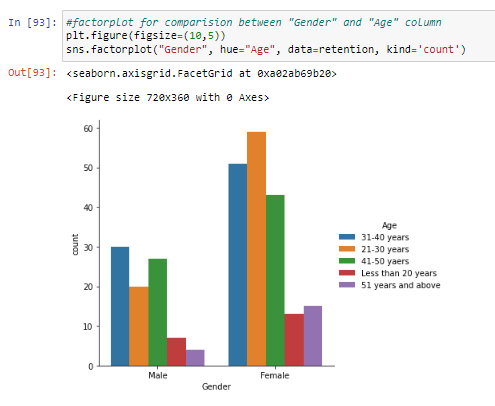 In [93]: #factorplot for comparision between "Gender" and "Age" column
plt.figure(figsize=(10,5))
sns.factorplot("Gender", hue="Age", data=retention, kind='count')
Out[93]: <seaborn.axisgrid.FacetGrid at 0xa02ab69b20>
<Figure size 720x360 with 0 Axes>
60
50
40
30
20
10
0
count
Male
Female
Gender
Age
31-40 years
21-30 years
41-50 yaers
Less than 20 years
51 years and above